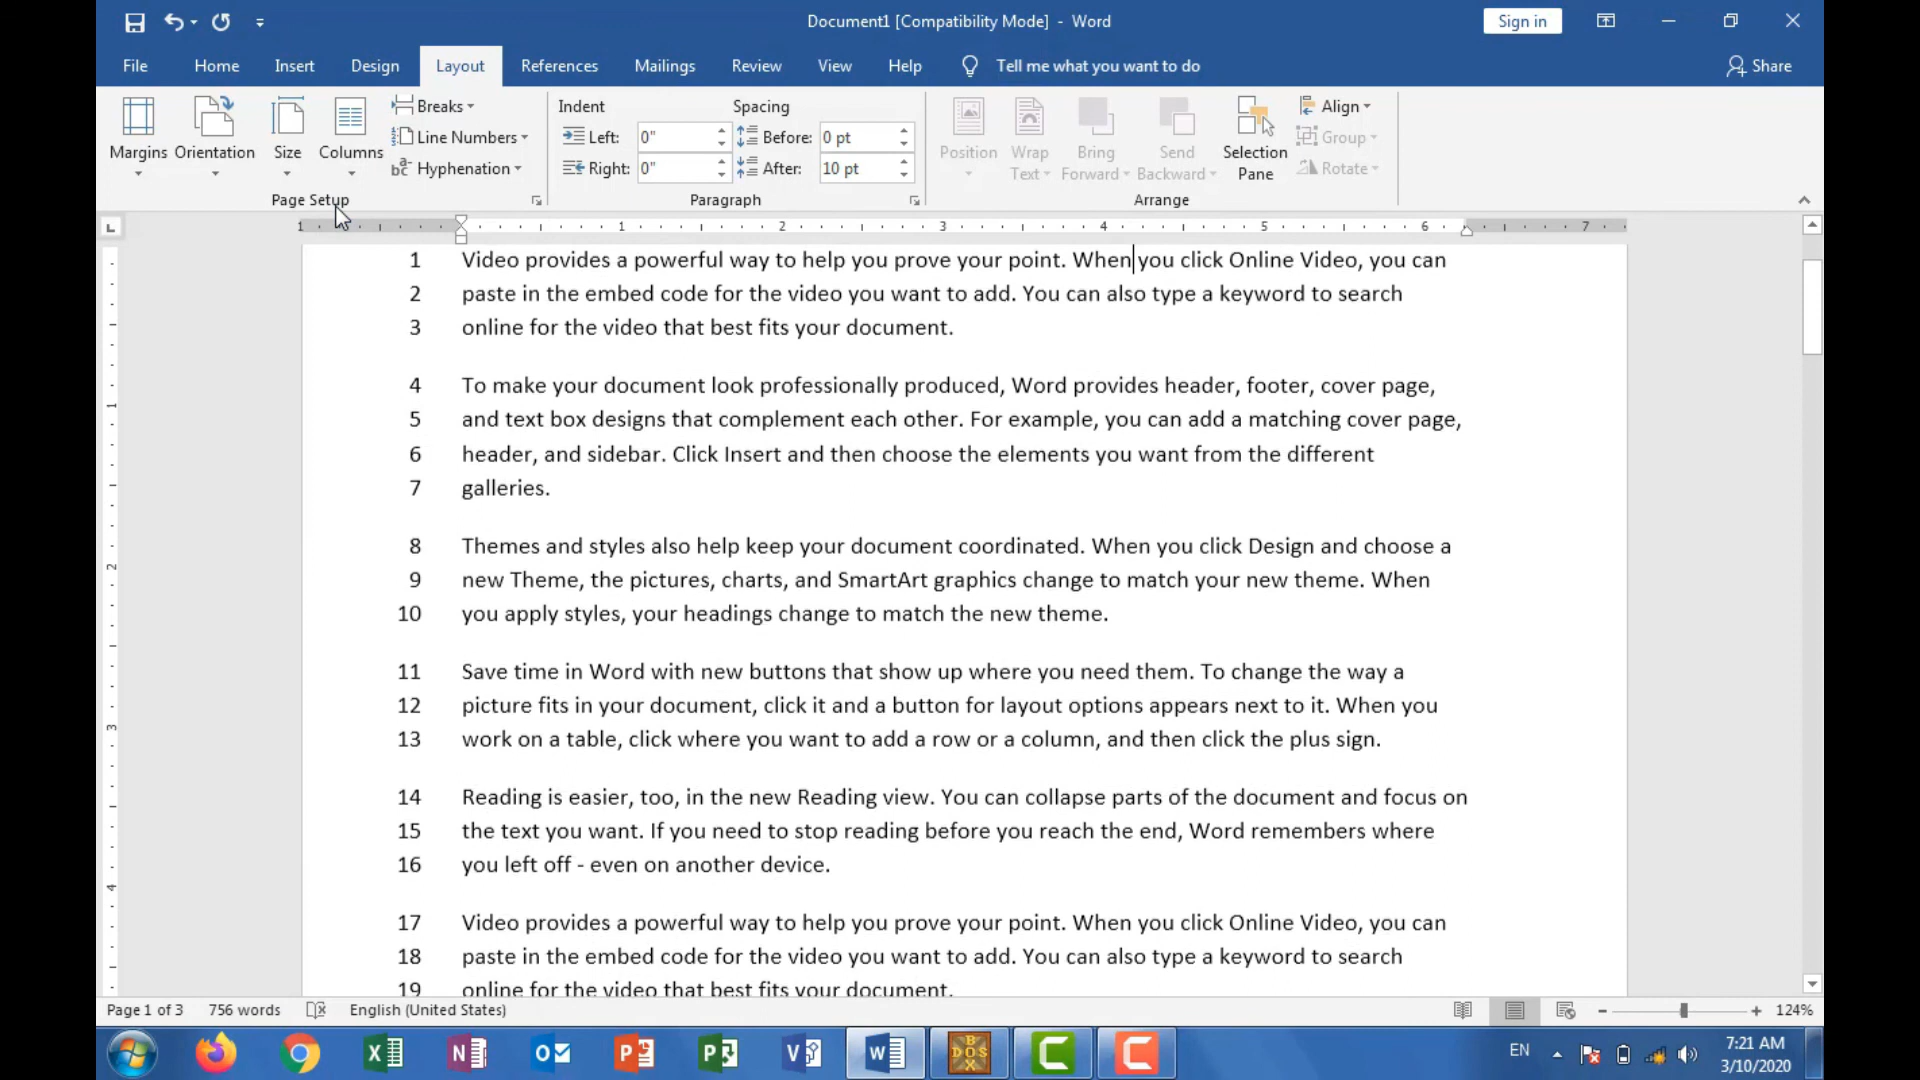 Document1 [Compatibility Mode] - Word
Sign in
File Home Insert Design Layout References Mailings Review View Help Tell me what you want to do Share
Margins Orientation Size Columns
Breaks
Line Numbers
Hyphenation
Page Setup
Indent Spacing
Left: 0" Before: 0 pt
Right: 0" After: 10 pt
Paragraph
Position Wrap Text Bring Forward Send Backward Selection Pane
Align
Group
Rotate
Arrange
1 1 2 3 4 5 6 7
1 Video provides a powerful way to help you prove your point. When you click Online Video, you can
2 paste in the embed code for the video you want to add. You can also type a keyword to search
3 online for the video that best fits your document.
4 To make your document look professionally produced, Word provides header, footer, cover page,
5 and text box designs that complement each other. For example, you can add a matching cover page,
6 header, and sidebar. Click Insert and then choose the elements you want from the different
7 galleries.
8 Themes and styles also help keep your document coordinated. When you click Design and choose a
9 new Theme, the pictures, charts, and SmartArt graphics change to match your new theme. When
10 you apply styles, your headings change to match the new theme.
11 Save time in Word with new buttons that show up where you need them. To change the way a
12 picture fits in your document, click it and a button for layout options appears next to it. When you
13 work on a table, click where you want to add a row or a column, and then click the plus sign.
14 Reading is easier, too, in the new Reading view. You can collapse parts of the document and focus on
15 the text you want. If you need to stop reading before you reach the end, Word remembers where
16 you left off - even on another device.
17 Video provides a powerful way to help you prove your point. When you click Online Video, you can
18 paste in the embed code for the video you want to add. You can also type a keyword to search
19 online for the video that best fits your document.
1
2
3
4
Page 1 of 3 756 words English (United States) 124%
EN 7:21 AM
3/10/2020